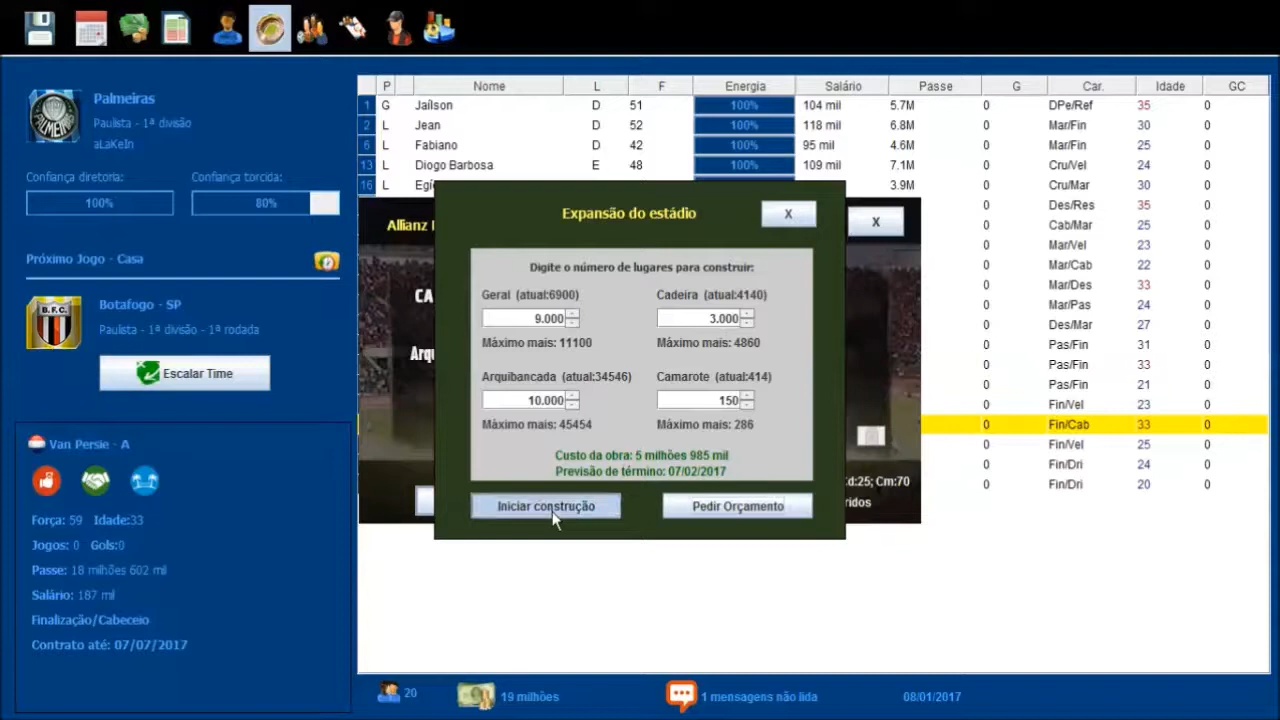 P Nome L F Energia Salário Passe G Car. Idade GC
1 G Jaílson D 51 100% 104 mil 5.7M 0 DPe/Ref 35 0
2 L Jean D 52 100% 118 mil 6.8M 0 Mar/Fin 30 0
6 L Fabiano D 42 100% 95 mil 4.6M 0 Mar/Fin 25 0
13 L Diogo Barbosa E 48 100% 109 mil 7.1M 0 Cru/Vel 24 0
16 L 3.9M 0 Cru/Mar 30 0
0 Des/Res 35 0
0 Cab/Mar 25 0
0 Mar/Vel 23 0
0 Mar/Cab 22 0
0 Mar/Des 33 0
0 Mar/Pas 24 0
0 Des/Mar 27 0
0 Pas/Fin 31 0
0 Pas/Fin 33 0
0 Pas/Fin 21 0
0 Fin/Vel 23 0
0 Fin/Cab 33 0
0 Fin/Vel 25 0
0 Fin/Dri 24 0
0 Fin/Dri 20 0
Palmeiras
Paulista - 1ª divisão
aLaKeIn
Confiança diretoria: Confiança torcida:
100% 80%
Próximo Jogo - Casa
B.F.C.
Botafogo - SP
Paulista - 1ª divisão - 1ª rodada
Escalar Time
Van Persie - A
Força: 59 Idade:33
Jogos: 0 Gols:0
Passe: 18 milhões 602 mil
Salário: 187 mil
Finalização/Cabeceio
Contrato até: 07/07/2017
Allianz
X
Expansão do estádio
X
Digite o número de lugares para construir:
Geral (atual:6900) Cadeira (atual:4140)
9.000 3.000
Máximo mais: 11100 Máximo mais: 4860
Arquibancada (atual:34546) Camarote (atual:414)
10.000 150
Máximo mais: 45454 Máximo mais: 286
Custo da obra: 5 milhões 985 mil
Previsão de término: 07/02/2017
Iniciar construção Pedir Orçamento
Cm:70
20 19 milhões 1 mensagens não lida 08/01/2017